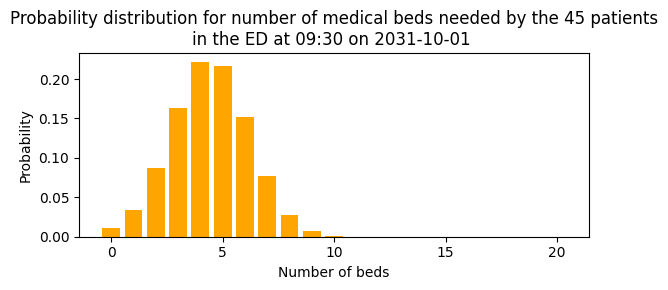 Probability distribution for number of medical beds needed by the 45 patients
in the ED at 09:30 on 2031-10-01
Probability
0.20
0.15
0.10
0.05
0.00
0 5 10 15 20
Number of beds